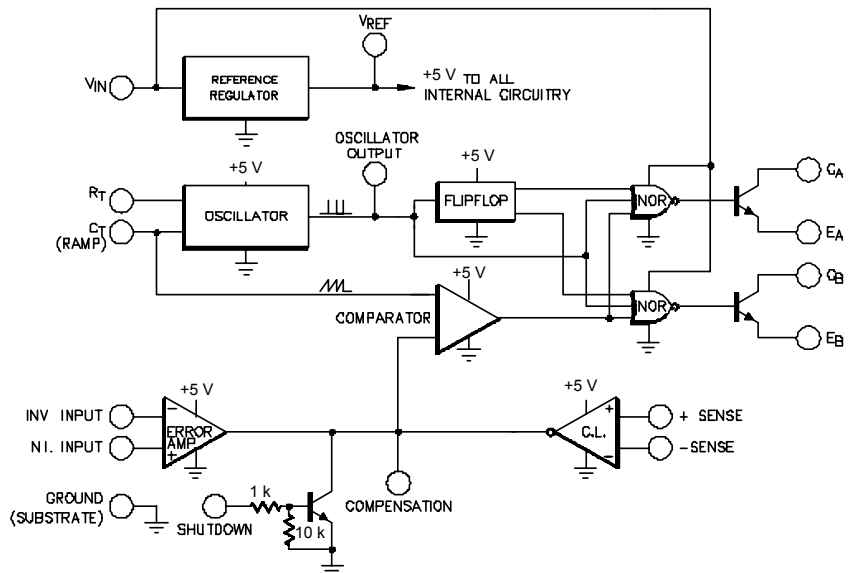 VREF
VIN
REFERENCE
REGULATOR
+5 V TO ALL
INTERNAL CIRCUITRY
OSCILLATOR
OUTPUT
+5 V
+5 V
RT
OSCILLATOR
FLIPFLOP
NOR
CA
CT
(RAMP)
EA
+5 V
COMPARATOR
NOR
CB
EB
+5 V
+5 V
INV INPUT
−
ERROR
AMP
+
NI. INPUT
+
C.L.
−
+ SENSE
-SENSE
GROUND
(SUBSTRATE)
SHUTDOWN
1 k
10 k
COMPENSATION